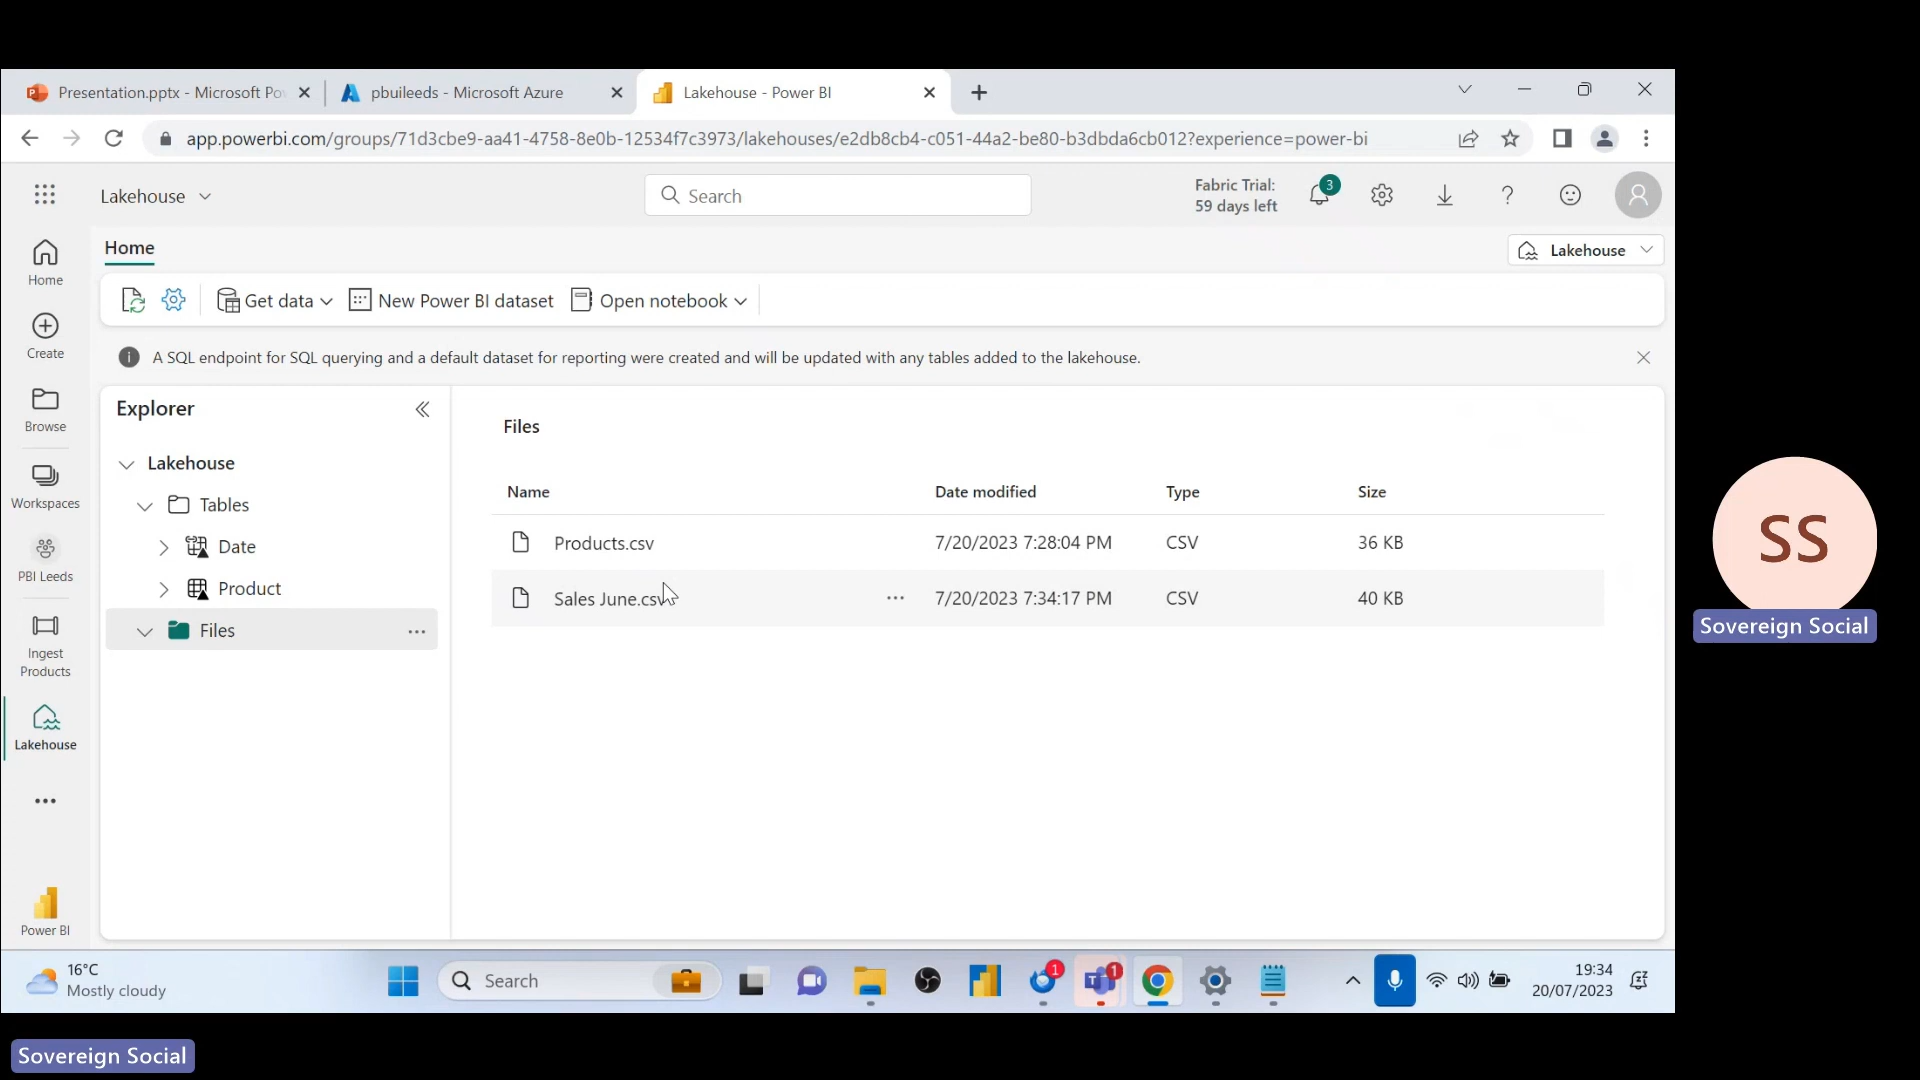 Presentation.pptx - Microsoft Po
pbuileeds - Microsoft Azure
Lakehouse - Power BI
app.powerbi.com/groups/71d3cbe9-aa41-4758-8e0b-12534f7c3973/lakehouses/e2db8cb4-c051-44a2-be80-b3dbda6cb012?experience=power-bi
Lakehouse
Search
Fabric Trial:
59 days left
3
Home
Lakehouse
Get data
New Power BI dataset
Open notebook
A SQL endpoint for SQL querying and a default dataset for reporting were created and will be updated with any tables added to the lakehouse.
Home
Create
Browse
Workspaces
PBI Leeds
Ingest
Products
Lakehouse
Power BI
Explorer
Lakehouse
Tables
Date
Product
Files
Files
Name Date modified Type Size
Products.csv 7/20/2023 7:28:04 PM CSV 36 KB
Sales June.csv 7/20/2023 7:34:17 PM CSV 40 KB
SS
Sovereign Social
16°C
Mostly cloudy
Search
1
1
19:34
20/07/2023
Sovereign Social